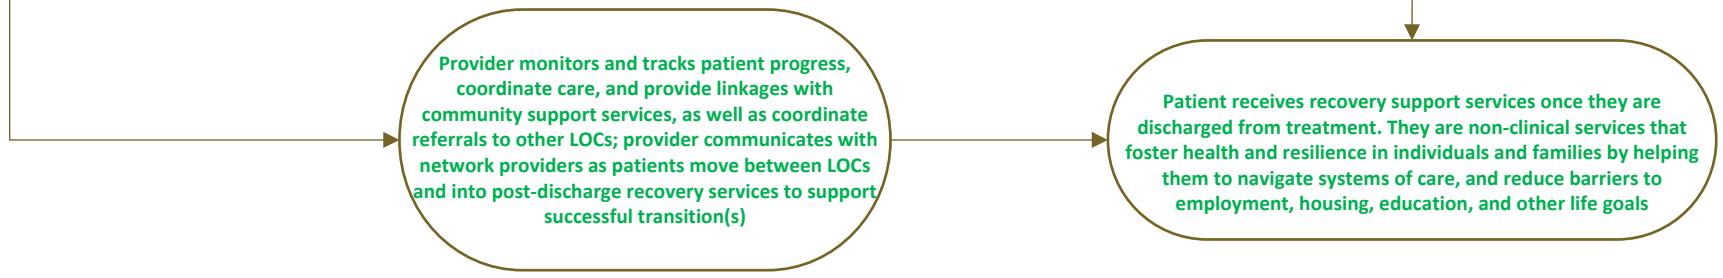 Provider monitors and tracks patient progress,
coordinate care, and provide linkages with
community support services, as well as coordinate
referrals to other LOCs; provider communicates with
network providers as patients move between LOCs
and into post-discharge recovery services to support
successful transition(s)
Patient receives recovery support services once they are
discharged from treatment. They are non-clinical services that
foster health and resilience in individuals and families by helping
them to navigate systems of care, and reduce barriers to
employment, housing, education, and other life goals